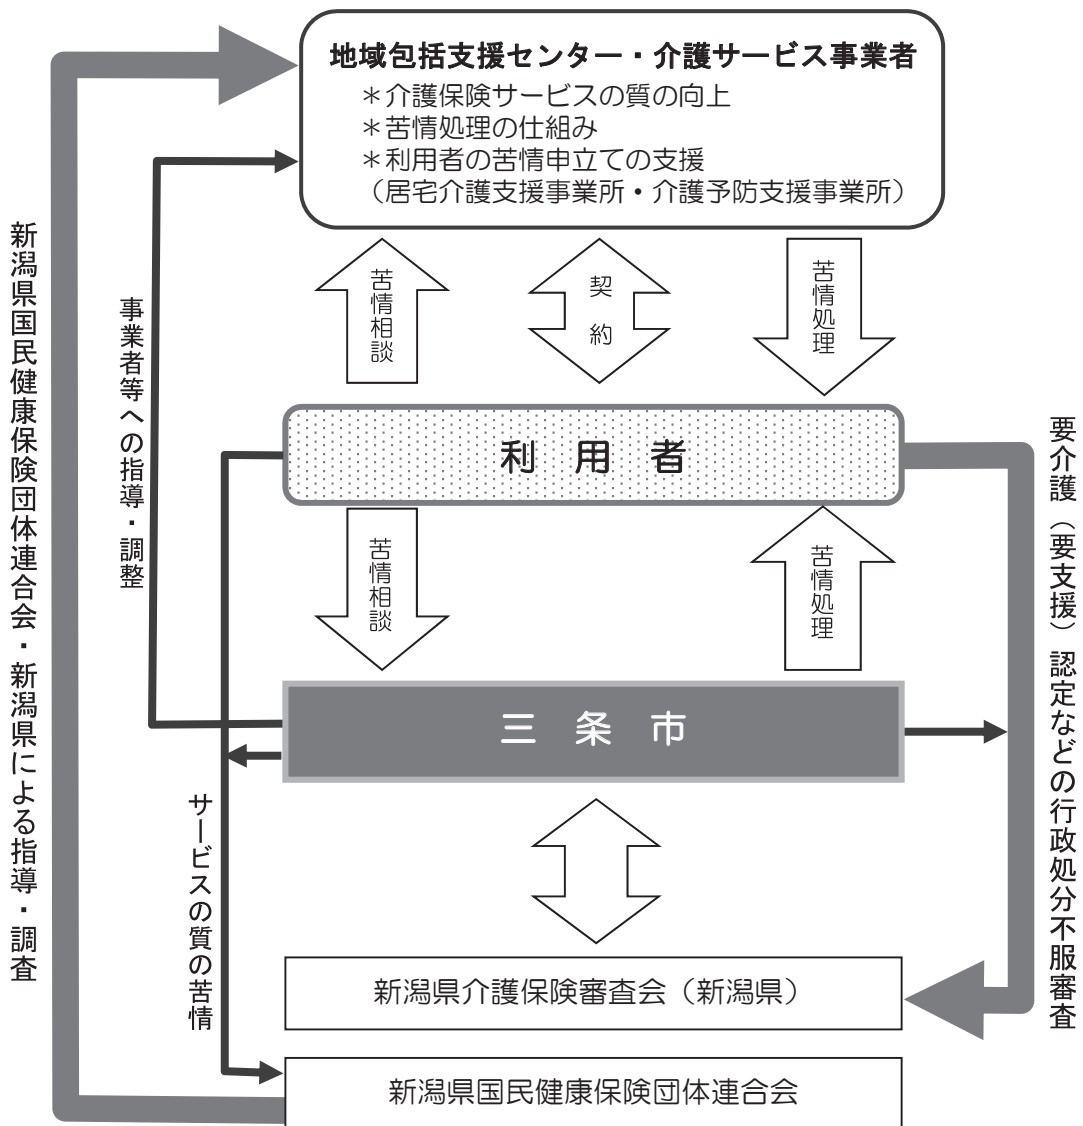 地域包括支援センター・介護サービス事業者
＊介護保険サービスの質の向上
＊苦情処理の仕組み
＊利用者の苦情申立ての支援
（居宅介護支援事業所・介護予防支援事業所）
苦情相談
契約
苦情処理
新潟県国民健康保険団体連合会・新潟県による指導・調査
事業者等への指導・調整
利用者
要介護（要支援）認定などの行政処分不服審査
苦情相談
苦情処理
三条市
サービスの質の苦情
新潟県介護保険審査会（新潟県）
新潟県国民健康保険団体連合会